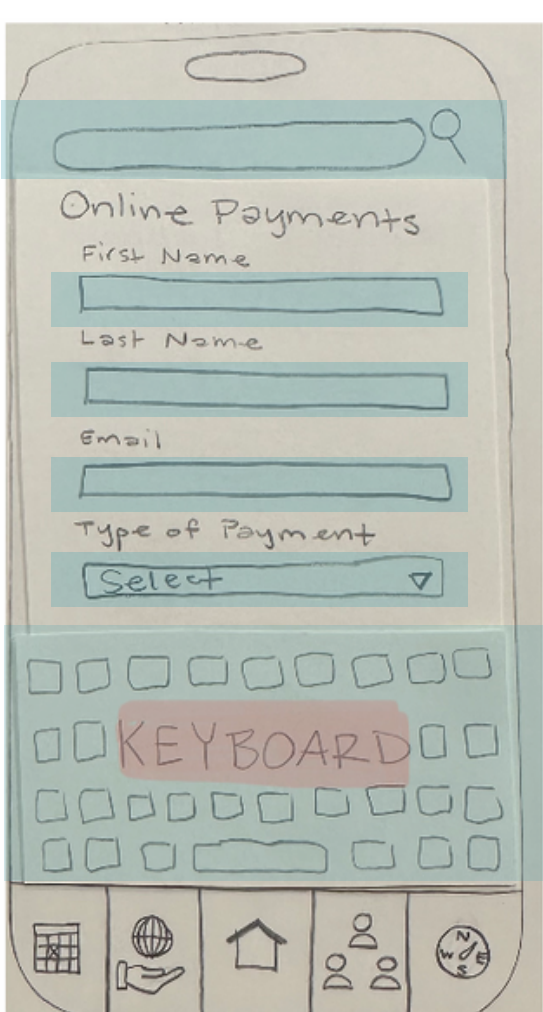 Online Payments
First Name
Last Name
Email
Type of Payment
Select
KEYBOARD
N
W E
S